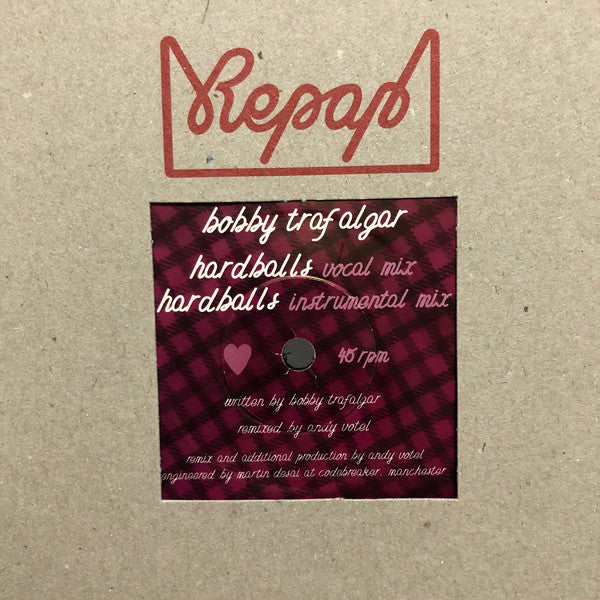 Repap
bobby trafalgar
hardballs vocal mix
hardballs instrumental mix
45 rpm
written by bobby trafalgar
remixed by andy votel
remix and additional production by andy votel
engineered by martin desai at codebreaker, manchester